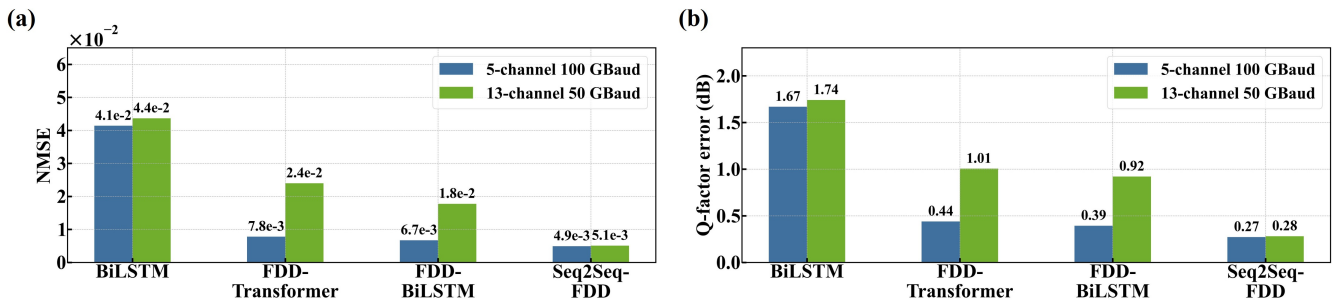 (a)
×10⁻²
NMSE
6
5
4
3
2
1
0
5-channel 100 GBaud
13-channel 50 GBaud
4.1e-2
4.4e-2
7.8e-3
2.4e-2
6.7e-3
1.8e-2
4.9e-3
5.1e-3
BiLSTM
FDD-
Transformer
FDD-
BiLSTM
Seq2Seq-
FDD
(b)
Q-factor error (dB)
2.0
1.5
1.0
0.5
0.0
5-channel 100 GBaud
13-channel 50 GBaud
1.67
1.74
0.44
1.01
0.39
0.92
0.27
0.28
BiLSTM
FDD-
Transformer
FDD-
BiLSTM
Seq2Seq-
FDD